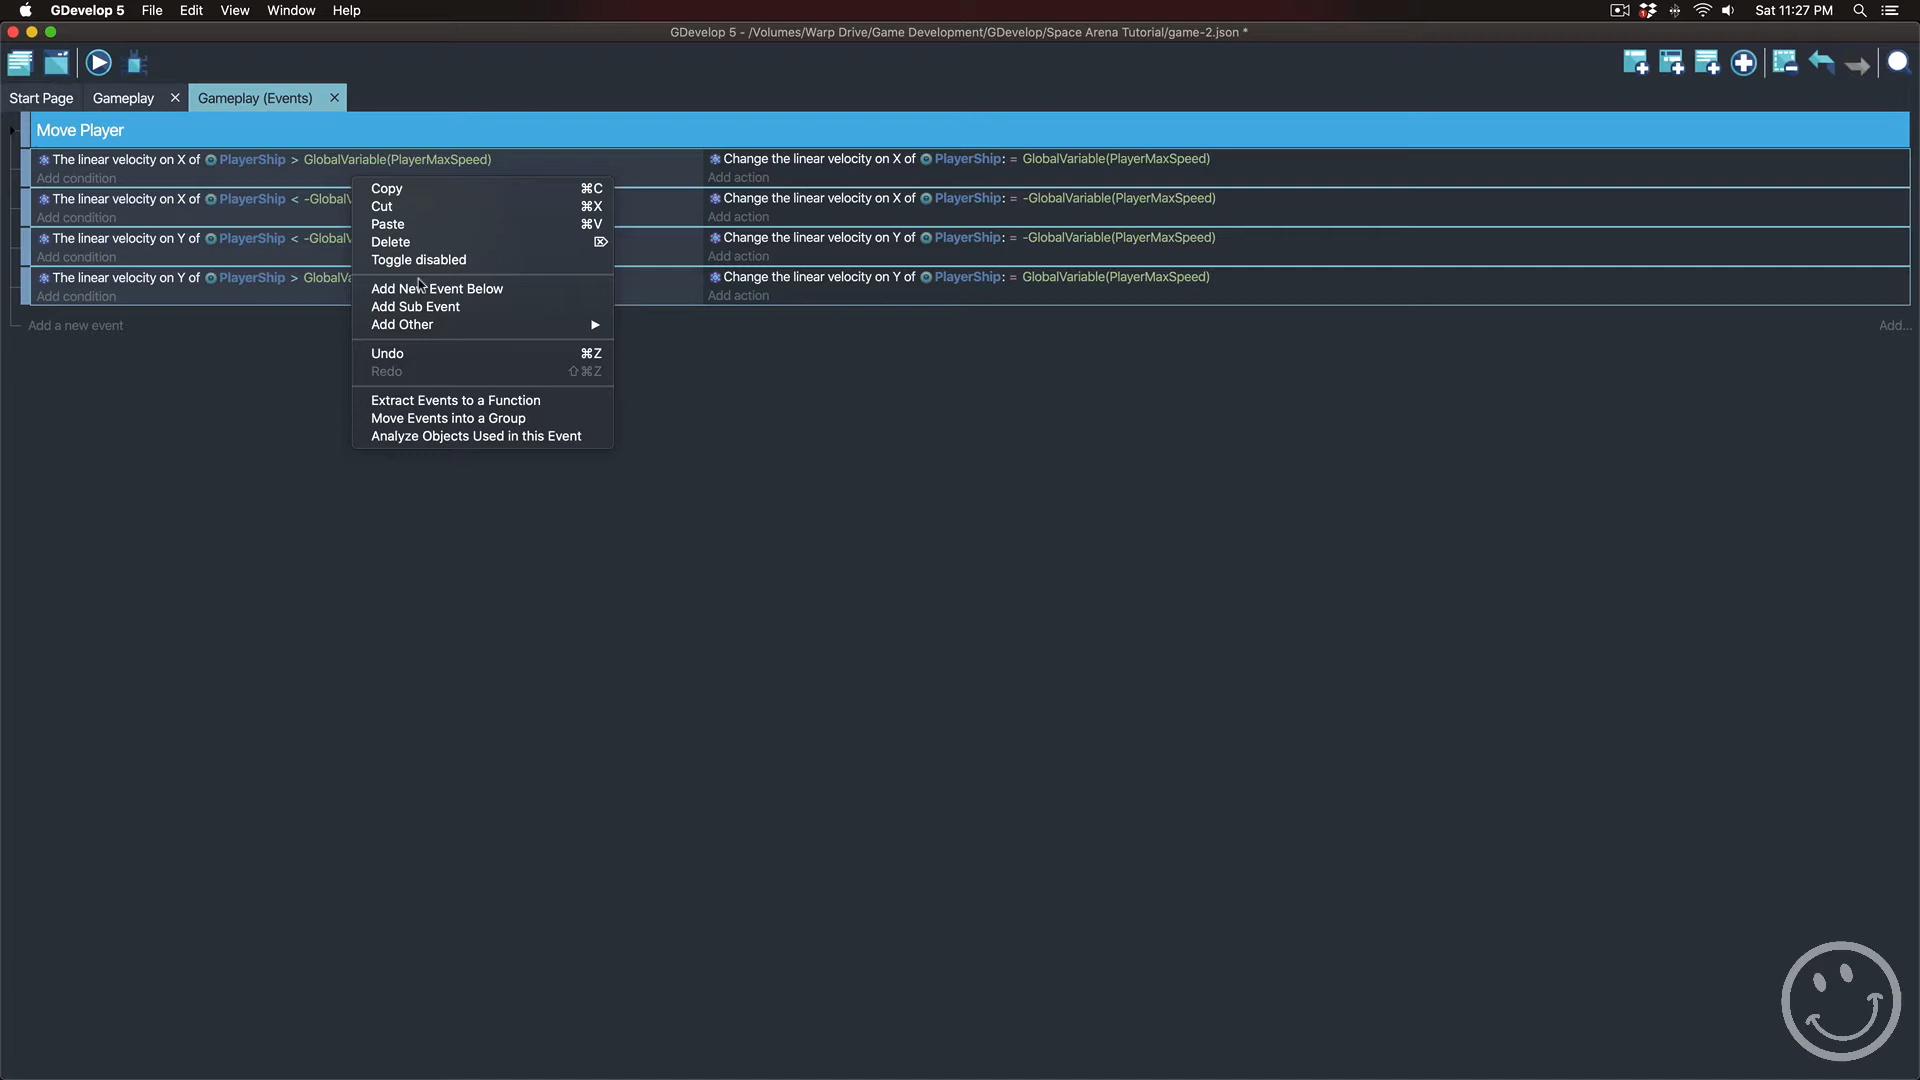 GDevelop 5 File Edit View Window Help Sat 11:27 PM
GDevelop 5 - /Volumes/Warp Drive/Game Development/GDevelop/Space Arena Tutorial/game-2.json *
Start Page Gameplay × Gameplay (Events) ×
Move Player
The linear velocity on X of PlayerShip > GlobalVariable(PlayerMaxSpeed) Change the linear velocity on X of PlayerShip: = GlobalVariable(PlayerMaxSpeed)
Add condition Add action
The linear velocity on X of PlayerShip < -GlobalV Change the linear velocity on X of PlayerShip: = -GlobalVariable(PlayerMaxSpeed)
Add condition Add action
The linear velocity on Y of PlayerShip < -GlobalV Change the linear velocity on Y of PlayerShip: = -GlobalVariable(PlayerMaxSpeed)
Add condition Add action
The linear velocity on Y of PlayerShip > GlobalVa Change the linear velocity on Y of PlayerShip: = GlobalVariable(PlayerMaxSpeed)
Add condition Add action
Add a new event Add...
Copy ⌘C
Cut ⌘X
Paste ⌘V
Delete ⌦
Toggle disabled
Add New Event Below
Add Sub Event
Add Other ▶
Undo ⌘Z
Redo ⇧⌘Z
Extract Events to a Function
Move Events into a Group
Analyze Objects Used in this Event